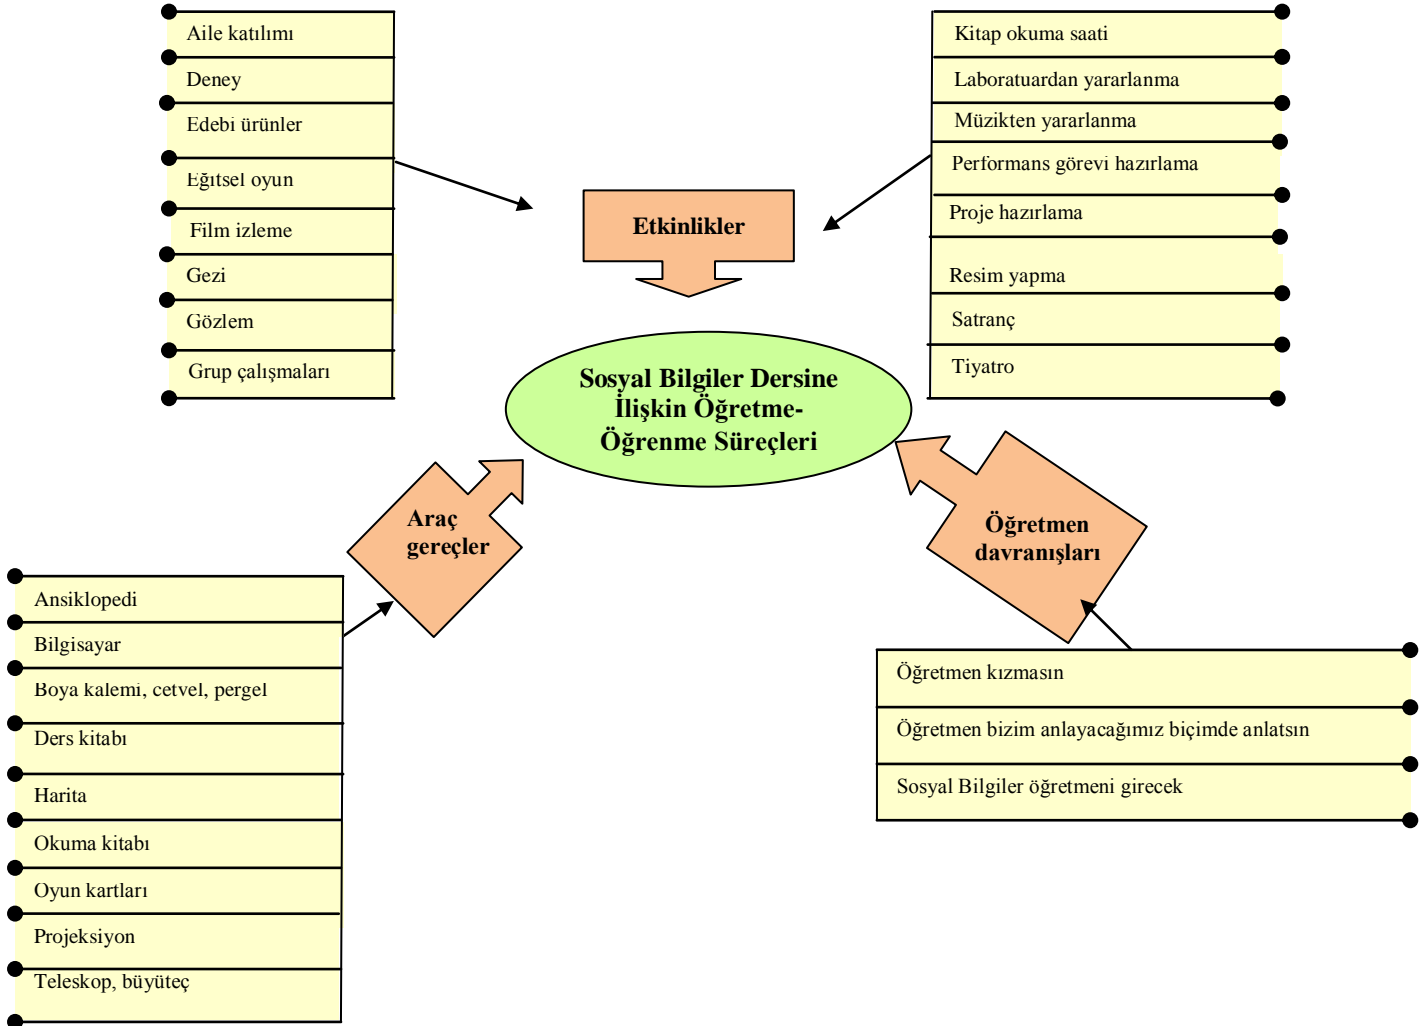 Aile katılımı
Deney
Edebi ürünler
Eğitsel oyun
Film izleme
Gezi
Gözlem
Grup çalışmaları
Kitap okuma saati
Laboratuardan yararlanma
Müzikten yararlanma
Performans görevi hazırlama
Proje hazırlama
Resim yapma
Satranç
Tiyatro
Etkinlikler
Sosyal Bilgiler Dersine
İlişkin Öğretme-
Öğrenme Süreçleri
Araç
gereçler
Öğretmen
davranışları
Ansiklopedi
Bilgisayar
Boya kalemi, cetvel, pergel
Ders kitabı
Harita
Okuma kitabı
Oyun kartları
Projeksiyon
Teleskop, büyüteç
Öğretmen kızmasın
Öğretmen bizim anlayacağımız biçimde anlatsın
Sosyal Bilgiler öğretmeni girecek